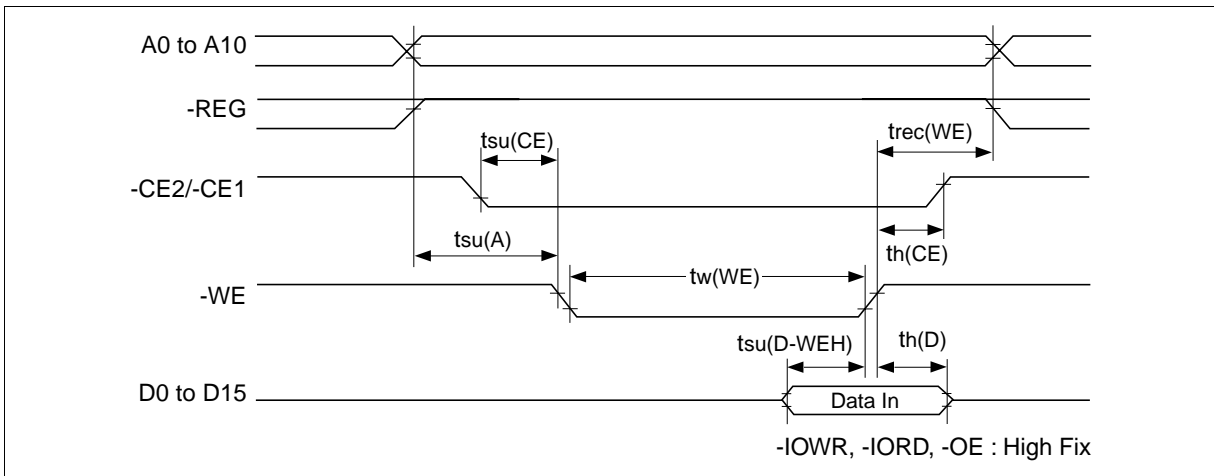 A0 to A10
-REG
tsu(CE)
trec(WE)
-CE2/-CE1
tsu(A)
th(CE)
tw(WE)
-WE
tsu(D-WEH)
th(D)
D0 to D15
Data In
-IOWR, -IORD, -OE : High Fix